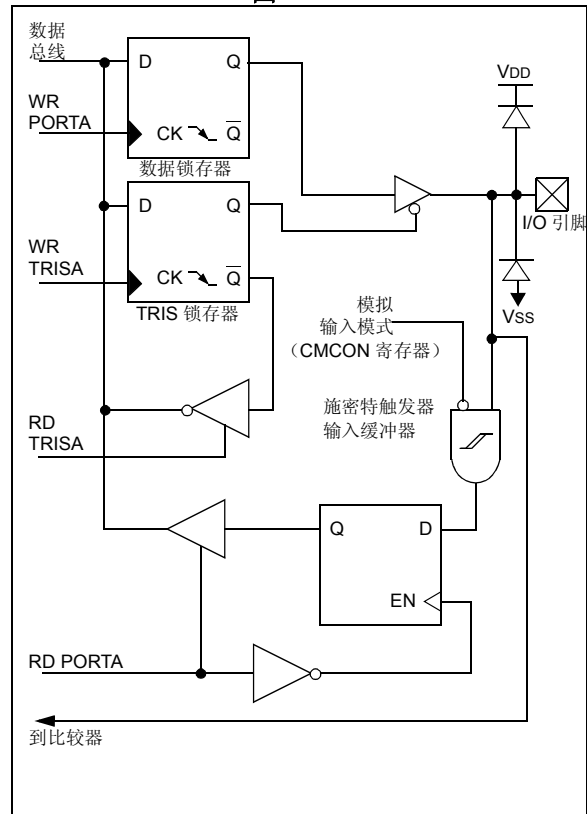 图
数据
总线
D Q
VDD
WR
PORTA
CK Q
数据锁存器
D Q
I/O 引脚
WR
TRISA
CK Q
VSS
TRIS 锁存器
模拟
输入模式
（CMCON 寄存器）
施密特触发器
输入缓冲器
RD
TRISA
Q D
EN
RD PORTA
到比较器